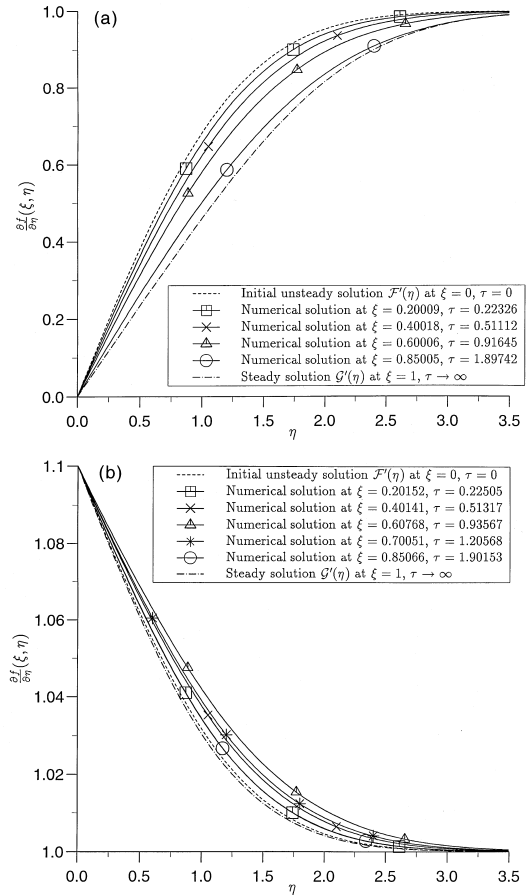 (a)
1.0
0.8
0.6
0.4
0.2
0.0
∂f/∂η (ξ, η)
Initial unsteady solution ℱ′(η) at ξ = 0, τ = 0
Numerical solution at ξ = 0.20009, τ = 0.22326
Numerical solution at ξ = 0.40018, τ = 0.51112
Numerical solution at ξ = 0.60006, τ = 0.91645
Numerical solution at ξ = 0.85005, τ = 1.89742
Steady solution 𝒢′(η) at ξ = 1, τ → ∞
0.0 0.5 1.0 1.5 2.0 2.5 3.0 3.5
η
(b)
1.1
1.08
1.06
1.04
1.02
1.0
∂f/∂η (ξ, η)
Initial unsteady solution ℱ′(η) at ξ = 0, τ = 0
Numerical solution at ξ = 0.20152, τ = 0.22505
Numerical solution at ξ = 0.40141, τ = 0.51317
Numerical solution at ξ = 0.60768, τ = 0.93567
Numerical solution at ξ = 0.70051, τ = 1.20568
Numerical solution at ξ = 0.85066, τ = 1.90153
Steady solution 𝒢′(η) at ξ = 1, τ → ∞
0.0 0.5 1.0 1.5 2.0 2.5 3.0 3.5
η